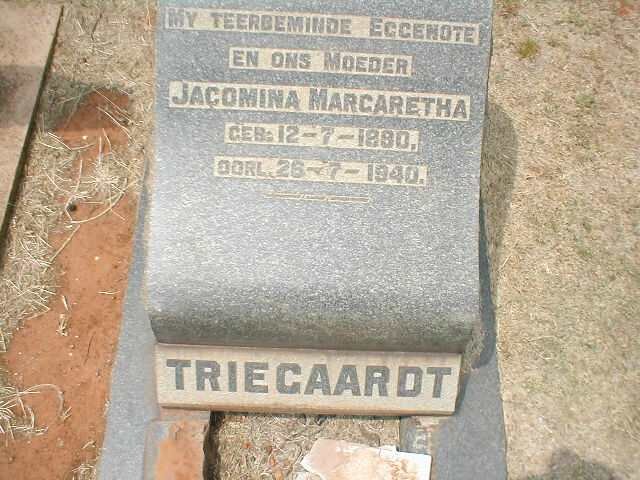 MY TEERBEMINDE EGGENOTE
EN ONS MOEDER
JACOMINA MARGARETHA
GEB. 12-7-1880,
OORL. 26-7-1940.
TRIEGAARDT